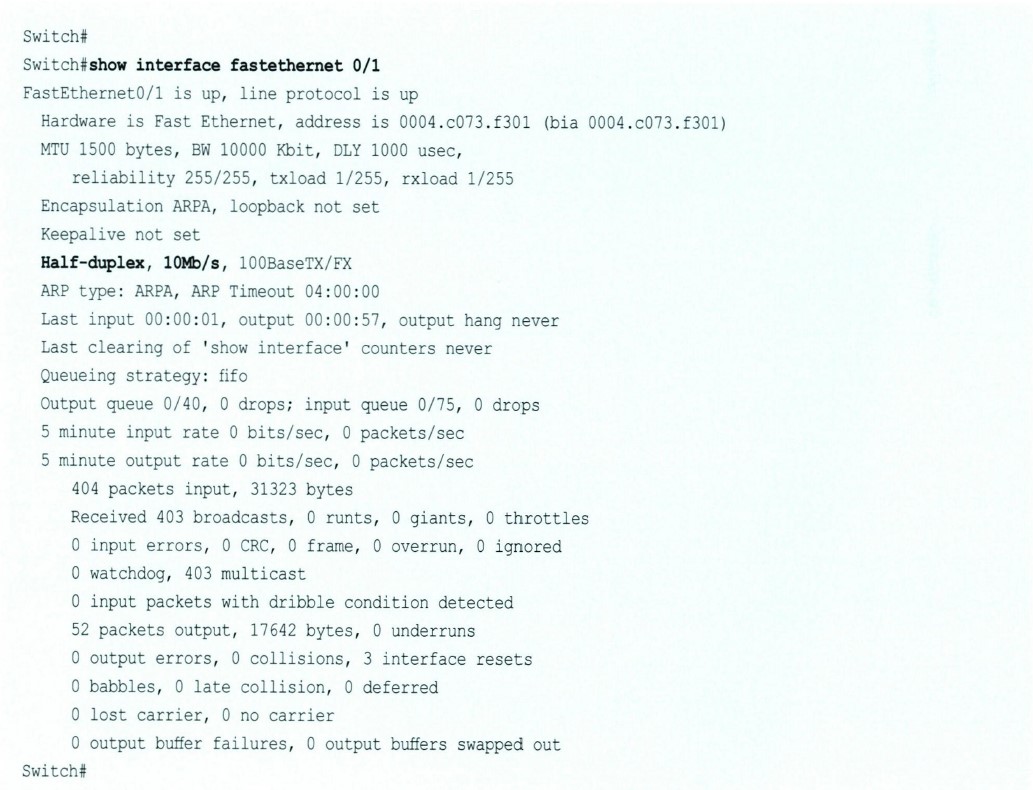 Switch#
Switch#show interface fastethernet 0/1
FastEthernet0/1 is up, line protocol is up
Hardware is Fast Ethernet, address is 0004.c073.f301 (bia 0004.c073.f301)
MTU 1500 bytes, BW 10000 Kbit, DLY 1000 usec,
reliability 255/255, txload 1/255, rxload 1/255
Encapsulation ARPA, loopback not set
Keepalive not set
Half-duplex, 10Mb/s, 100BaseTX/FX
ARP type: ARPA, ARP Timeout 04:00:00
Last input 00:00:01, output 00:00:57, output hang never
Last clearing of 'show interface' counters never
Queueing strategy: fifo
Output queue 0/40, 0 drops; input queue 0/75, 0 drops
5 minute input rate 0 bits/sec, 0 packets/sec
5 minute output rate 0 bits/sec, 0 packets/sec
404 packets input, 31323 bytes
Received 403 broadcasts, 0 runts, 0 giants, 0 throttles
0 input errors, 0 CRC, 0 frame, 0 overrun, 0 ignored
0 watchdog, 403 multicast
0 input packets with dribble condition detected
52 packets output, 17642 bytes, 0 underruns
0 output errors, 0 collisions, 3 interface resets
0 babbles, 0 late collision, 0 deferred
0 lost carrier, 0 no carrier
0 output buffer failures, 0 output buffers swapped out
Switch#